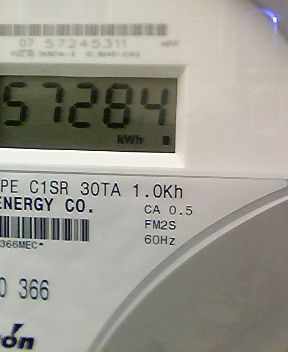 07 57245311
57284
kWh
PE C1SR 30TA 1.0Kh
ENERGY CO.
CA 0.5
FM2S
60Hz
366MEC*
0 366
ón